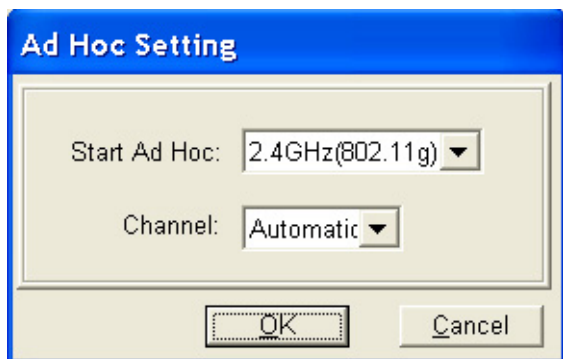 Ad Hoc Setting
Start Ad Hoc: 2.4GHz(802.11g)
Channel: Automatic
OK Cancel